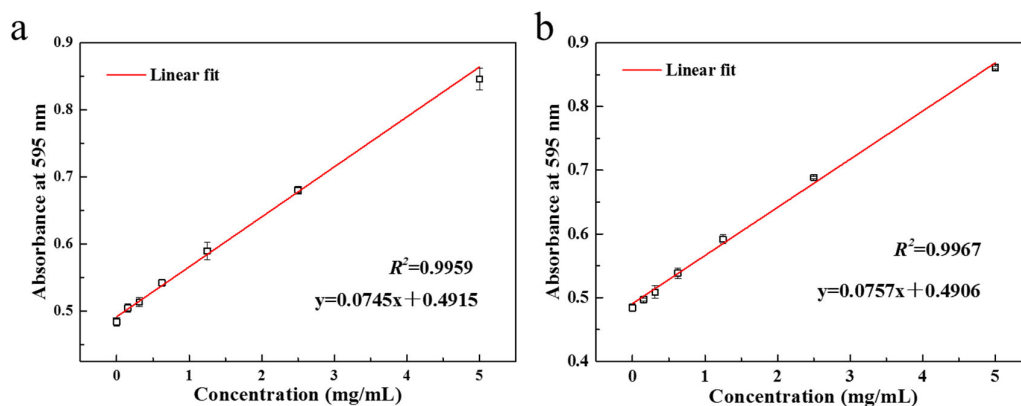 a
0.9
0.8
0.7
0.6
0.5
Absorbance at 595 nm
Linear fit
R²=0.9959
y=0.0745x+0.4915
0 1 2 3 4 5
Concentration (mg/mL)
b
0.9
0.8
0.7
0.6
0.5
0.4
Absorbance at 595 nm
Linear fit
R²=0.9967
y=0.0757x+0.4906
0 1 2 3 4 5
Concentration (mg/mL)